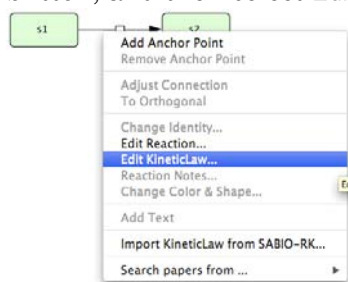 s1
s2
Add Anchor Point
Remove Anchor Point
Adjust Connection
To Orthogonal
Change Identity...
Edit Reaction...
Edit KineticLaw...
Reaction Notes...
Change Color & Shape...
Add Text
Import KineticLaw from SABIO-RK...
Search papers from ...